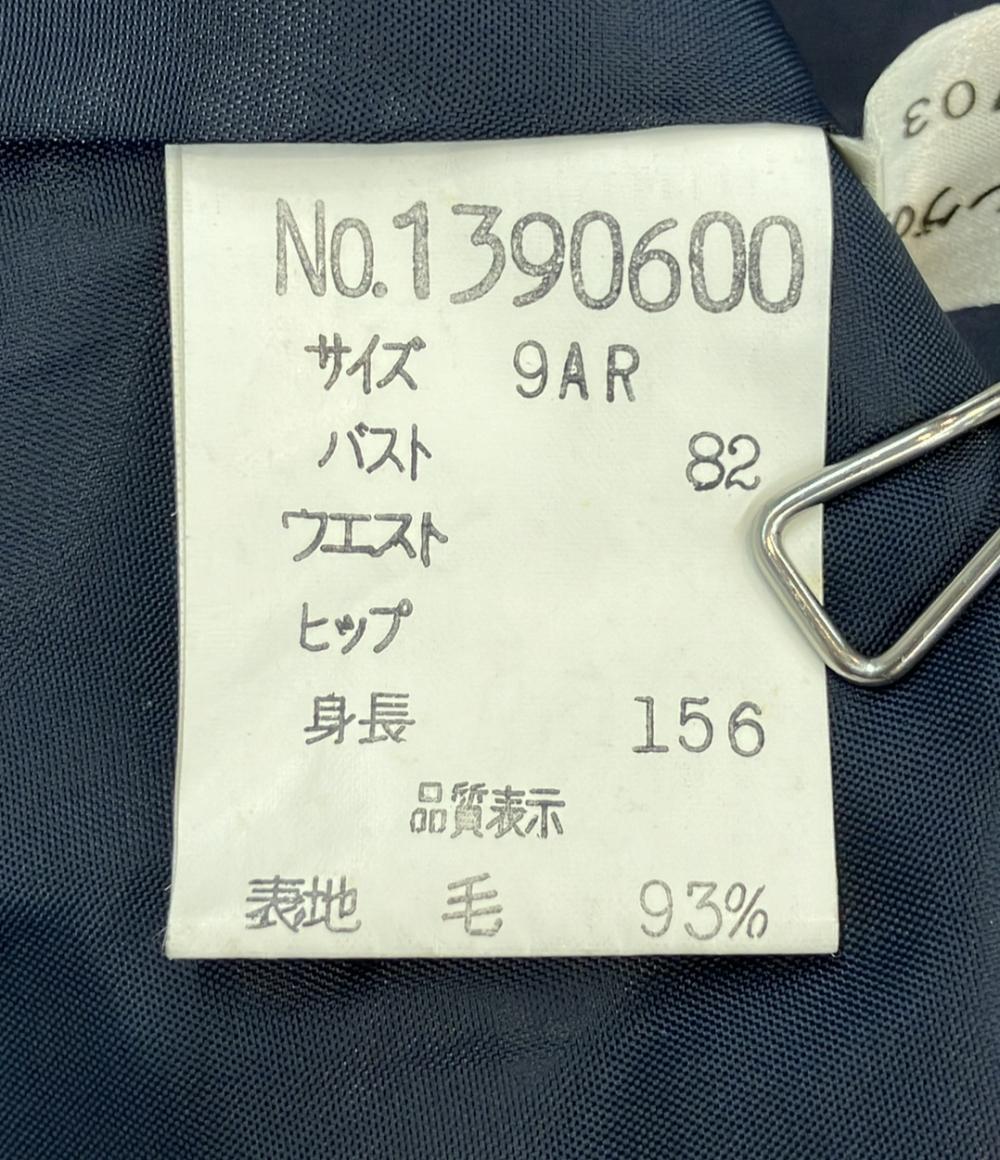 No.1390600
サイズ 9AR
バスト 82
ウエスト
ヒップ
身長 156
品質表示
表地 毛 93%